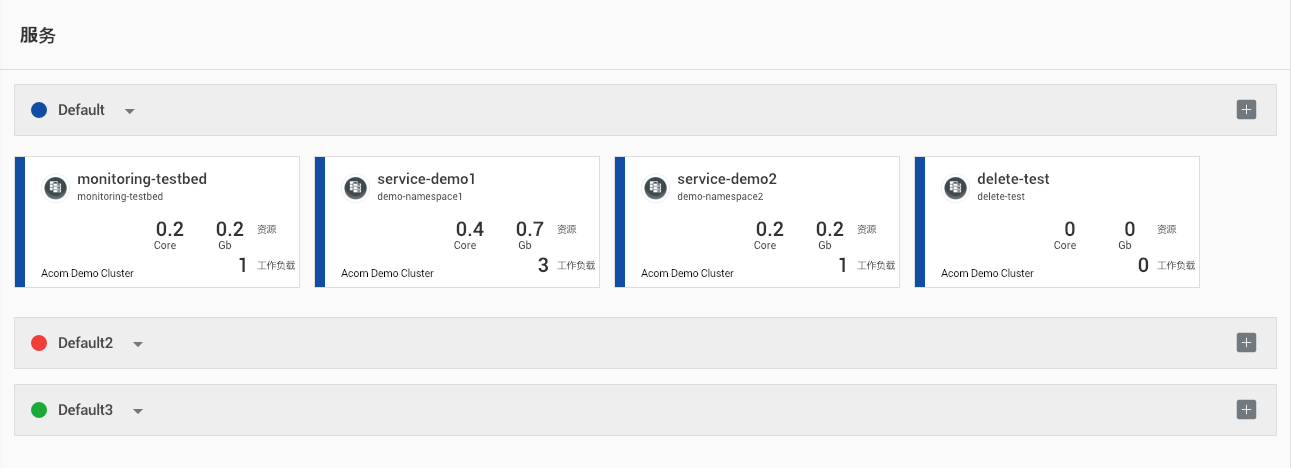 服务
Default
monitoring-testbed
monitoring-testbed
0.2 0.2 资源
Core Gb
1 工作负载
Acorn Demo Cluster
service-demo1
demo-namespace1
0.4 0.7 资源
Core Gb
3 工作负载
Acorn Demo Cluster
service-demo2
demo-namespace2
0.2 0.2 资源
Core Gb
1 工作负载
Acorn Demo Cluster
delete-test
delete-test
0 0 资源
Core Gb
0 工作负载
Acorn Demo Cluster
Default2
Default3